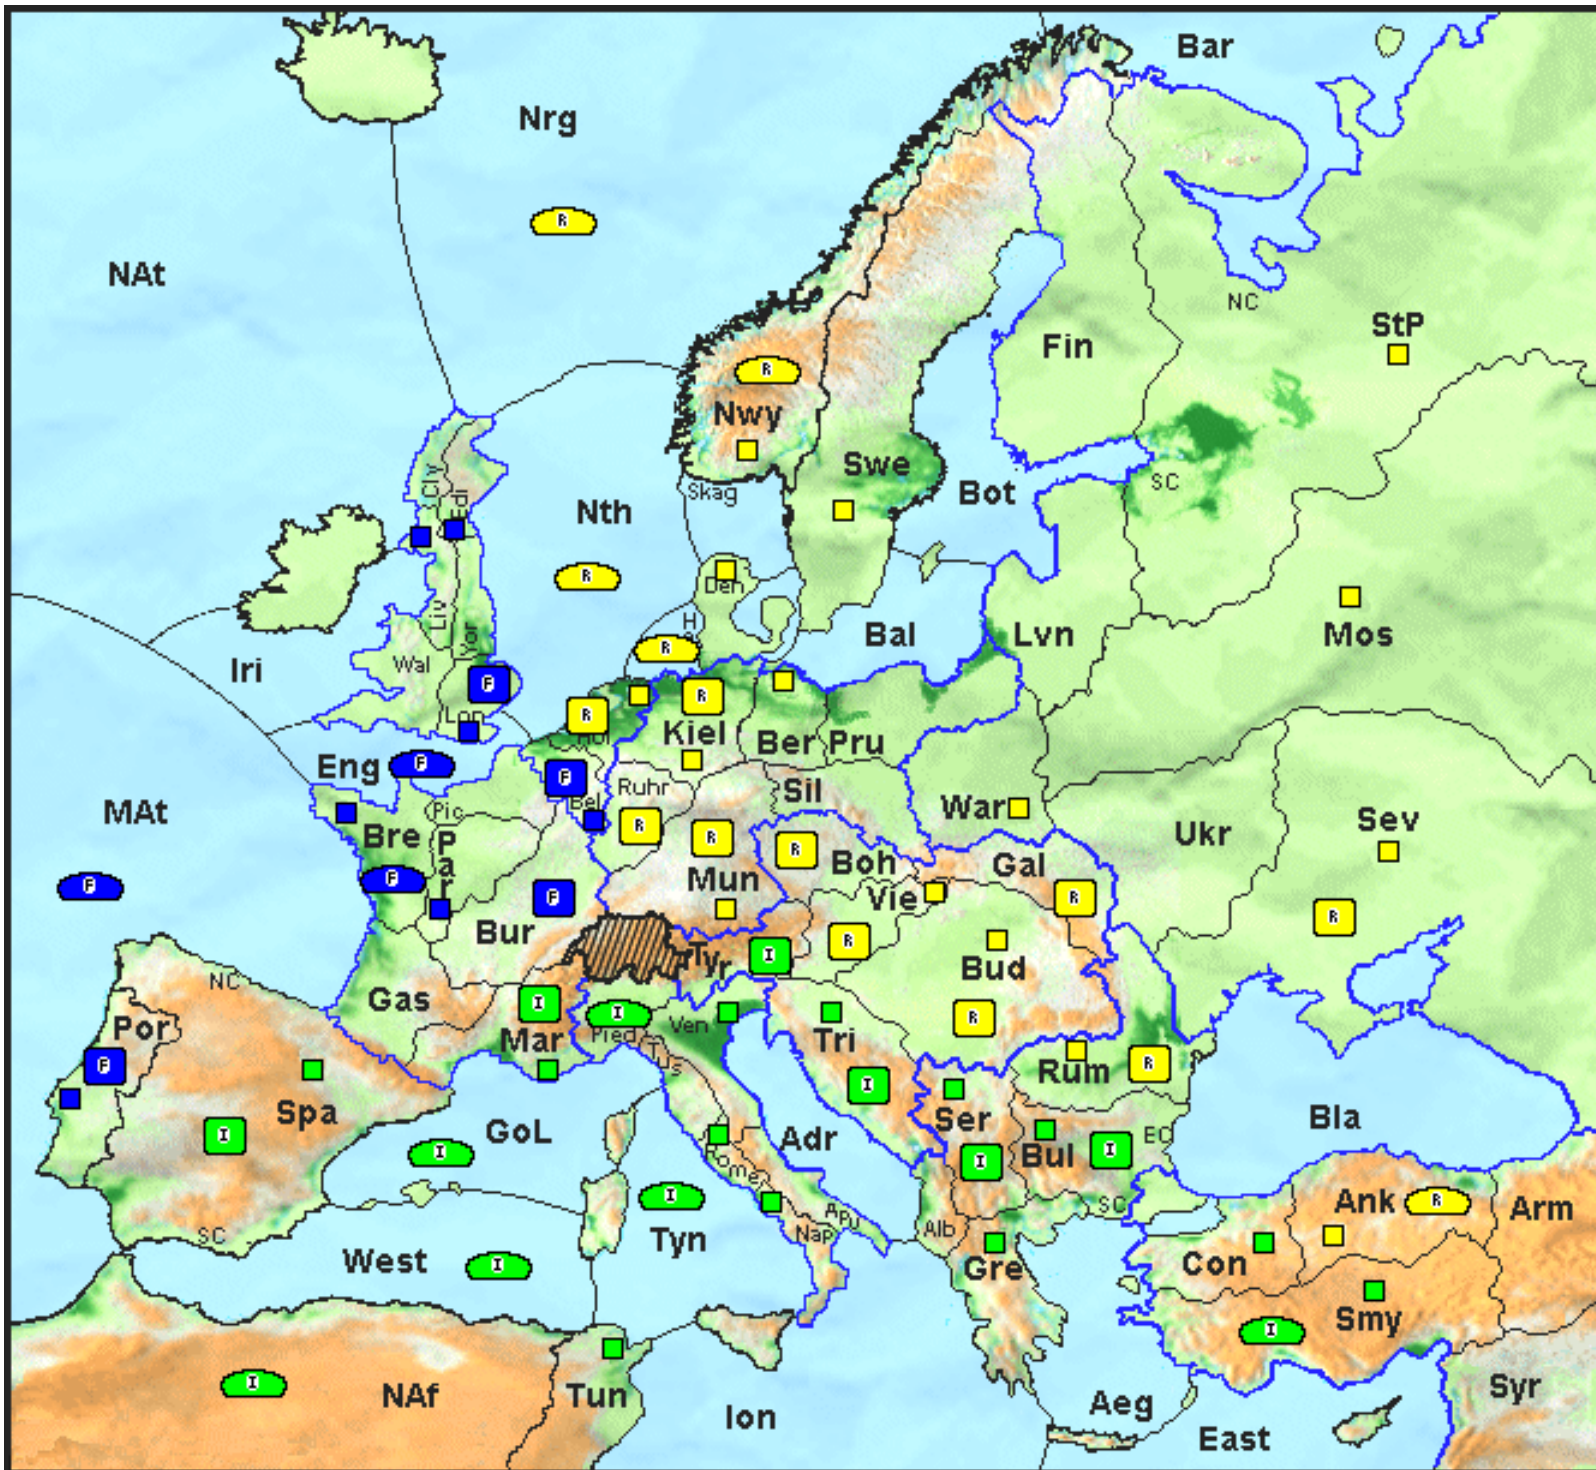 Bar
Nrg
R
NAt
NC
StP
Fin
R
Nwy
Swe
SC
Skag
Bot
Cly
Edl
Nth
R
Den
Mos
H
Liv
Yor
Bal
Lvn
R
Wal
Iri
F
R
R
Lon
Kiel
Ber
Pru
Hol
Eng
F
F
Ruhr
Sil
War
Bel
MAt
Pic
Bre
Par
R
R
R
Boh
Ukr
Sev
F
F
Mun
Vie
Gal
R
F
R
Bur
R
Tyr
I
Bud
NC
Gas
I
I
Ven
R
Por
Mar
Pied
Tus
Tri
F
Rum
R
I
Spa
Ser
Bla
I
GoL
Adr
Bul
I
EC
I
I
Rome
I
Ank
R
Arm
SC
Apu
SC
West
Tyn
Nap
Alb
I
Gre
Con
Smy
I
I
NAf
Tun
Ion
Aeg
Syr
East